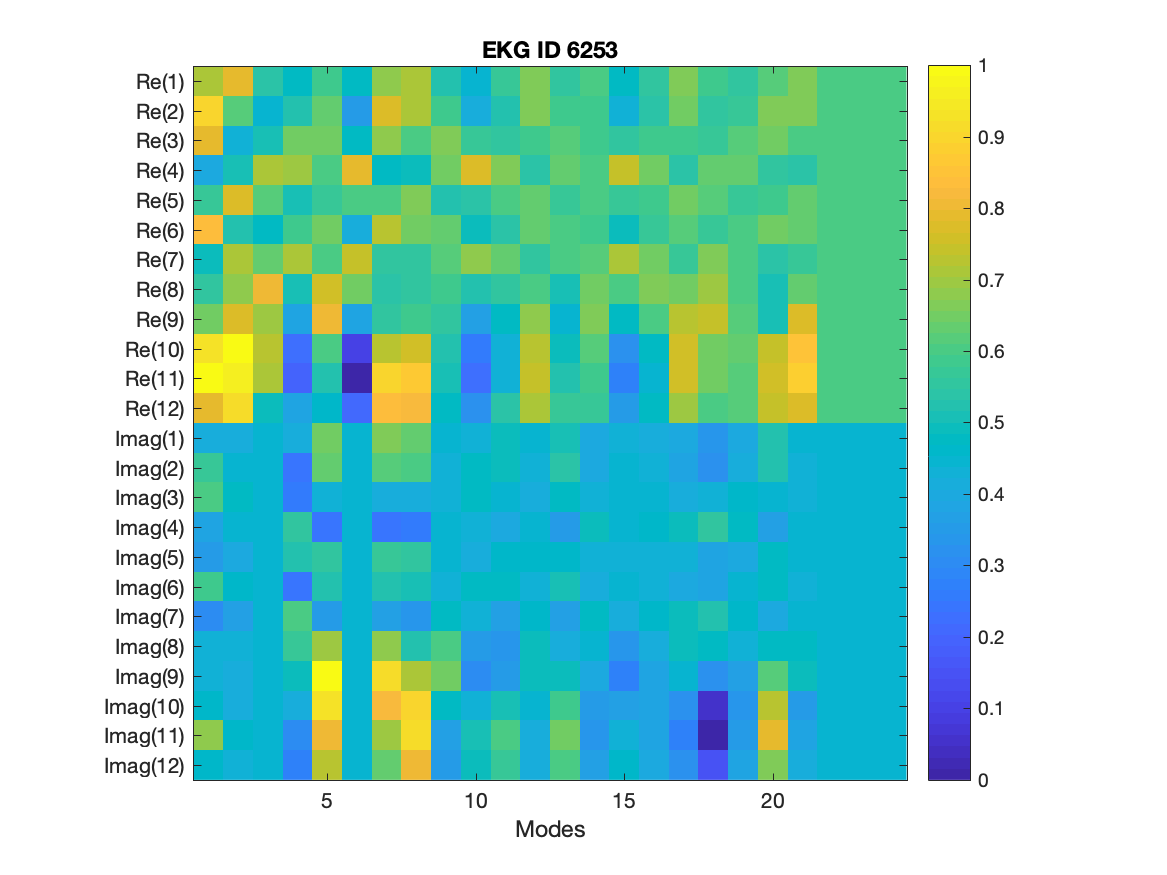 EKG ID 6253
Re(1)
Re(2)
Re(3)
Re(4)
Re(5)
Re(6)
Re(7)
Re(8)
Re(9)
Re(10)
Re(11)
Re(12)
Imag(1)
Imag(2)
Imag(3)
Imag(4)
Imag(5)
Imag(6)
Imag(7)
Imag(8)
Imag(9)
Imag(10)
Imag(11)
Imag(12)
5 10 15 20
Modes
1
0.9
0.8
0.7
0.6
0.5
0.4
0.3
0.2
0.1
0